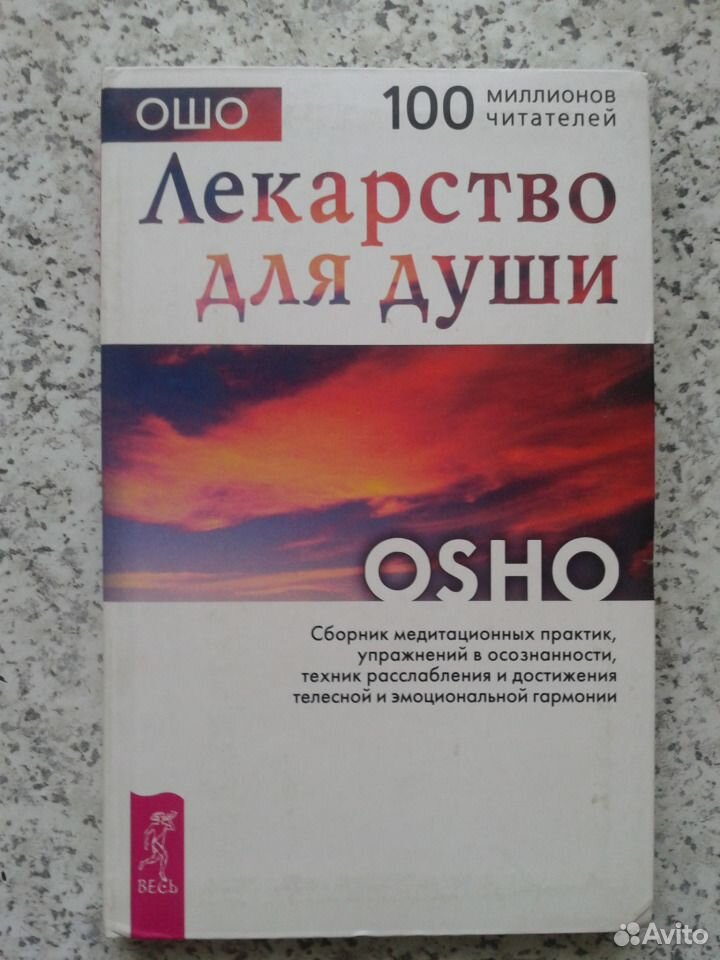 ОШО
100 МИЛЛИОНОВ
ЧИТАТЕЛЕЙ
Лекарство
для души
OSHO
Сборник медитационных практик,
упражнений в осознанности,
техник расслабления и достижения
телесной и эмоциональной гармонии
ВЕСЬ
Avito